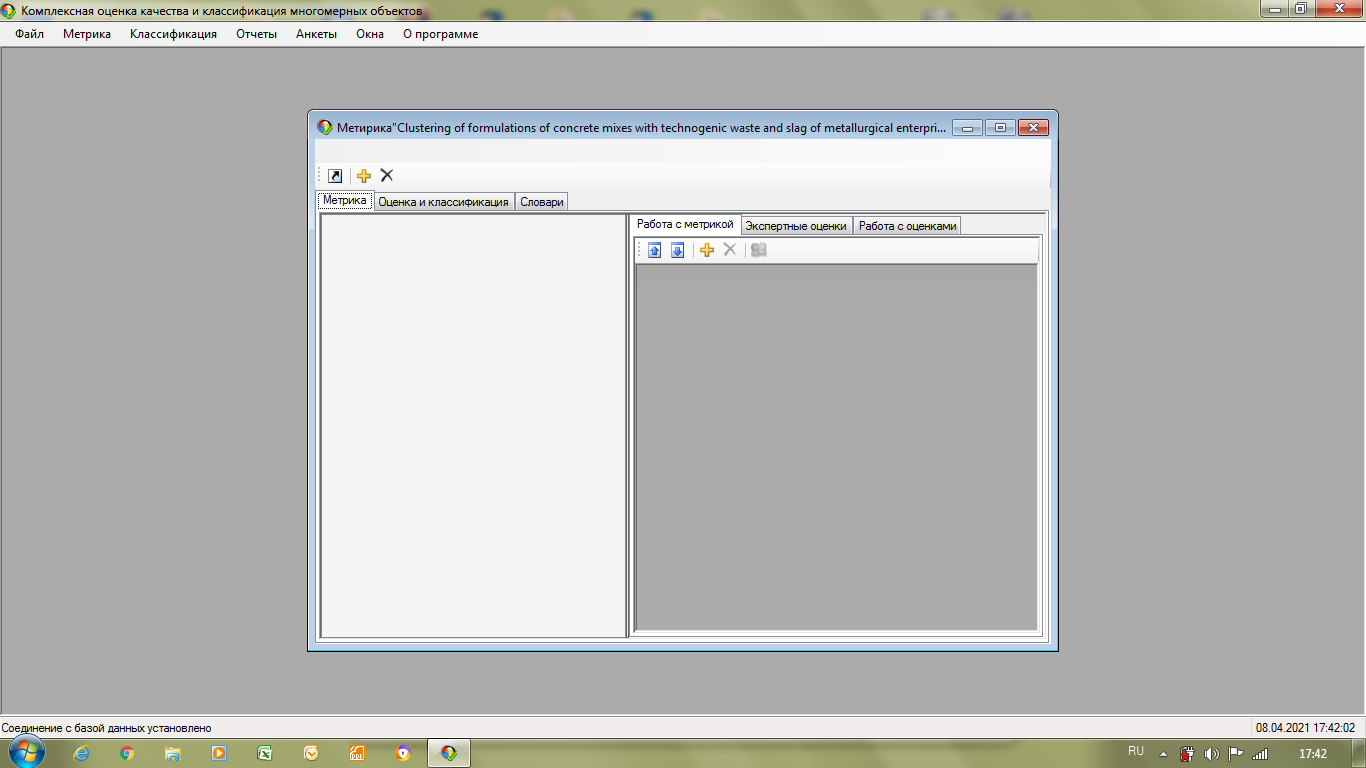 Комплексная оценка качества и классификация многомерных объектов
Файл Метрика Классификация Отчеты Анкеты Окна О программе
Метирика"Clustering of formulations of concrete mixes with technogenic waste and slag of metallurgical enterpri...
Метрика Оценка и классификация Словари
Работа с метрикой Экспертные оценки Работа с оценками
Соединение с базой данных установлено 08.04.2021 17:42:02
RU 17:42